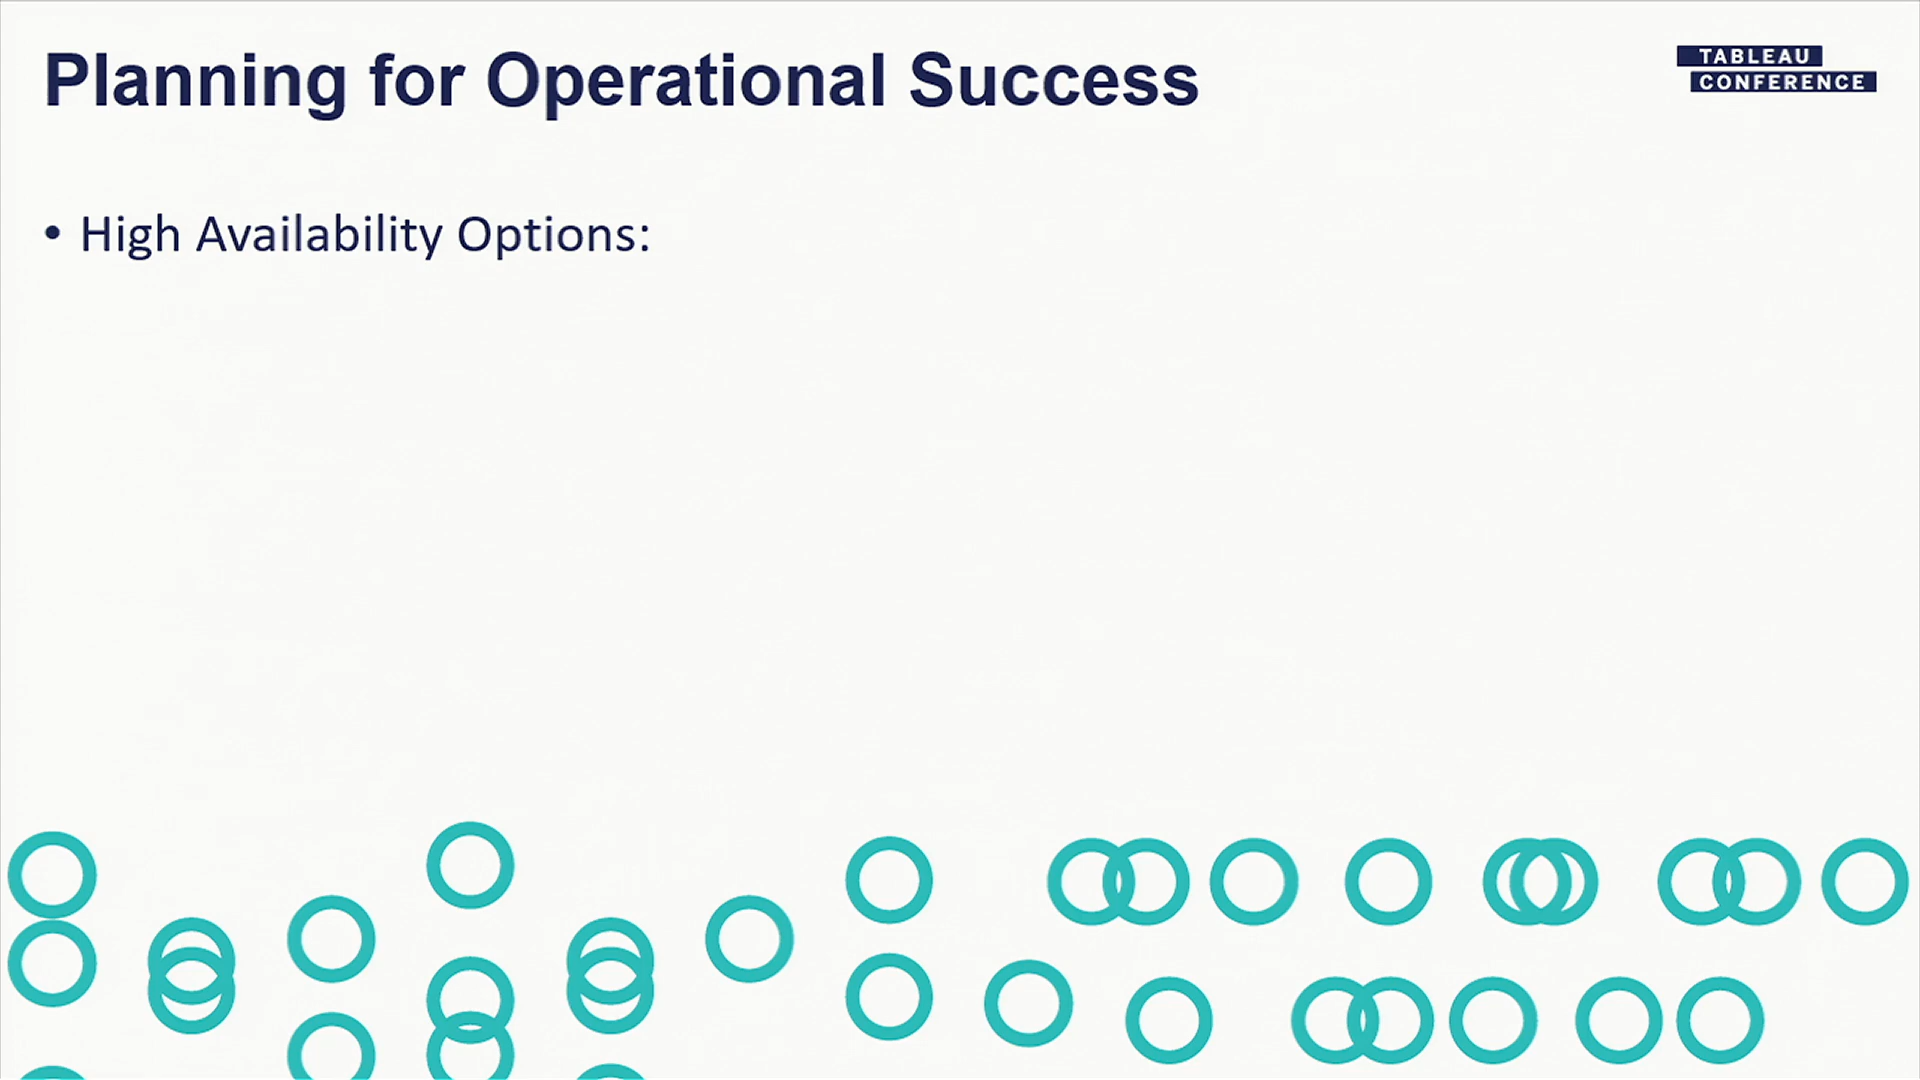 Planning for Operational Success
TABLEAU
CONFERENCE
• High Availability Options: